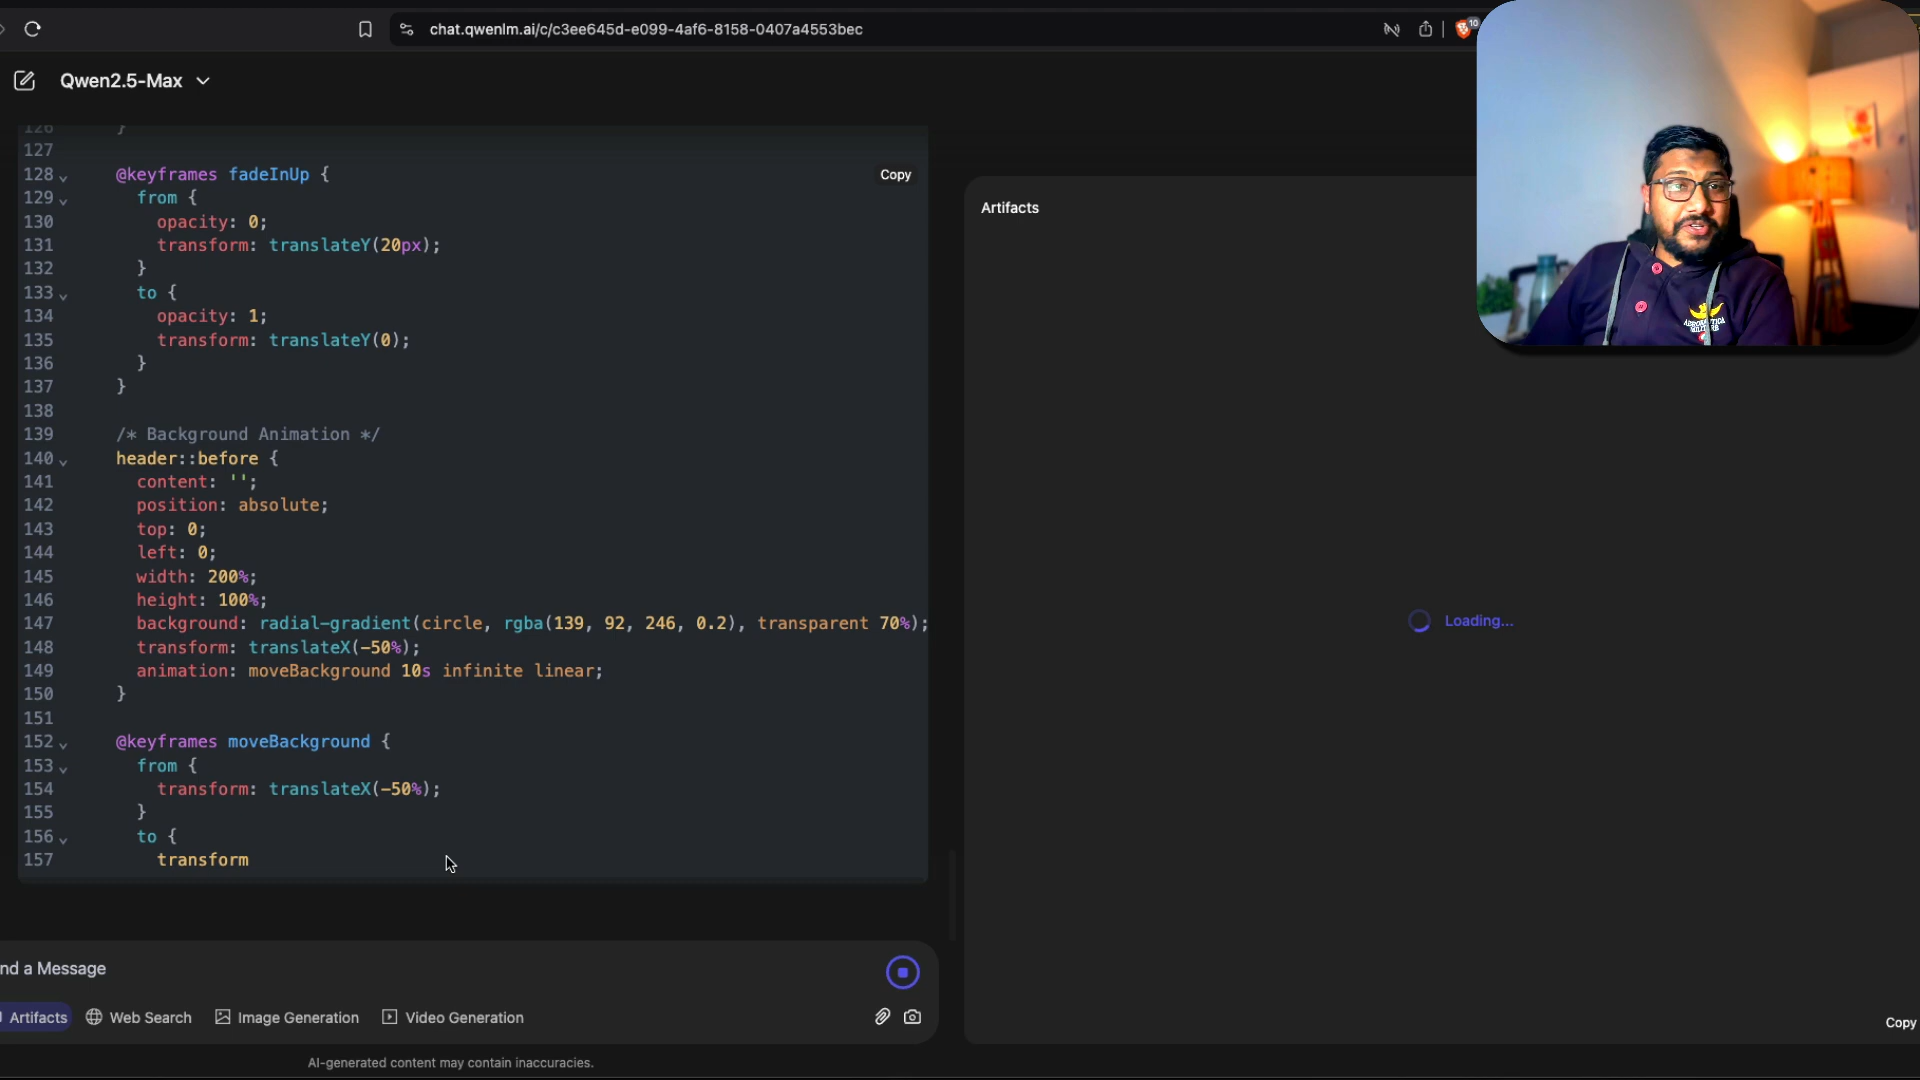 chat.qwenlm.ai/c/c3ee645d-e099-4af6-8158-0407a4553bec
10
Qwen2.5-Max
126 }
127
128 @keyframes fadeInUp {
Copy
129 from {
130 opacity: 0;
131 transform: translateY(20px);
132 }
133 to {
134 opacity: 1;
135 transform: translateY(0);
136 }
137 }
138
139 /* Background Animation */
140 header::before {
141 content: '';
142 position: absolute;
143 top: 0;
144 left: 0;
145 width: 200%;
146 height: 100%;
147 background: radial-gradient(circle, rgba(139, 92, 246, 0.2), transparent 70%);
148 transform: translateX(-50%);
149 animation: moveBackground 10s infinite linear;
150 }
151
152 @keyframes moveBackground {
153 from {
154 transform: translateX(-50%);
155 }
156 to {
157 transform
Artifacts
Loading...
Copy
nd a Message
Artifacts Web Search Image Generation Video Generation
AI-generated content may contain inaccuracies.